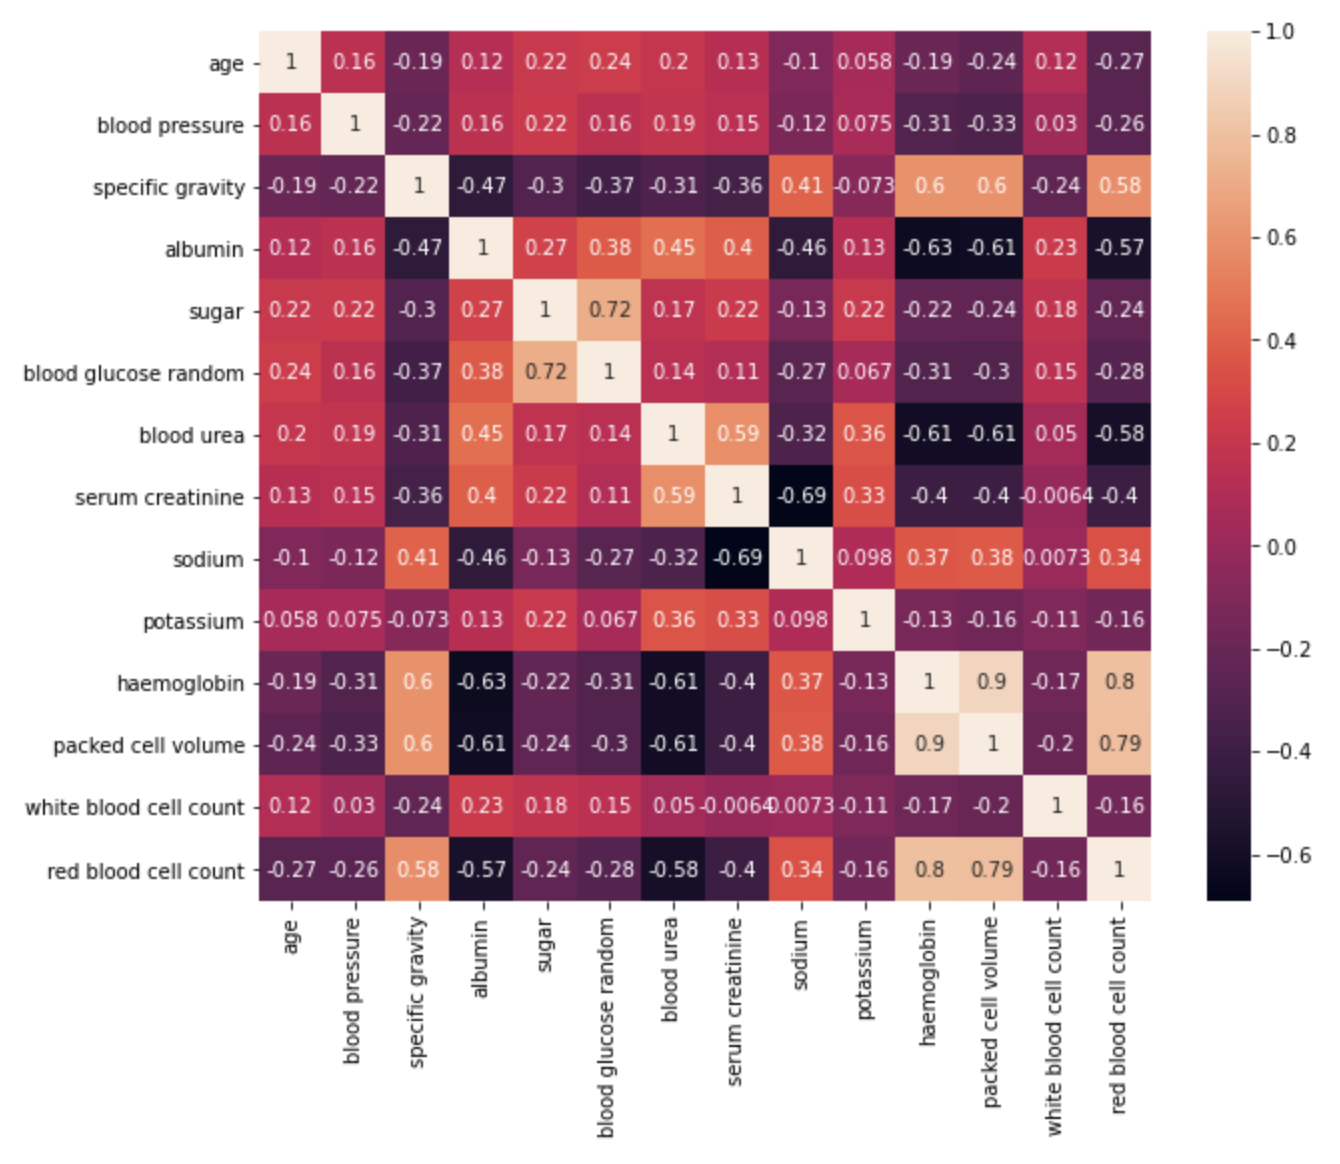 age 1 0.16 -0.19 0.12 0.22 0.24 0.2 0.13 -0.1 0.058 -0.19 -0.24 0.12 -0.27
blood pressure 0.16 1 -0.22 0.16 0.22 0.16 0.19 0.15 -0.12 0.075 -0.31 -0.33 0.03 -0.26
specific gravity -0.19 -0.22 1 -0.47 -0.3 -0.37 -0.31 -0.36 0.41 -0.073 0.6 0.6 -0.24 0.58
albumin 0.12 0.16 -0.47 1 0.27 0.38 0.45 0.4 -0.46 0.13 -0.63 -0.61 0.23 -0.57
sugar 0.22 0.22 -0.3 0.27 1 0.72 0.17 0.22 -0.13 0.22 -0.22 -0.24 0.18 -0.24
blood glucose random 0.24 0.16 -0.37 0.38 0.72 1 0.14 0.11 -0.27 0.067 -0.31 -0.3 0.15 -0.28
blood urea 0.2 0.19 -0.31 0.45 0.17 0.14 1 0.59 -0.32 0.36 -0.61 -0.61 0.05 -0.58
serum creatinine 0.13 0.15 -0.36 0.4 0.22 0.11 0.59 1 -0.69 0.33 -0.4 -0.4 -0.0064 -0.4
sodium -0.1 -0.12 0.41 -0.46 -0.13 -0.27 -0.32 -0.69 1 0.098 0.37 0.38 0.0073 0.34
potassium 0.058 0.075 -0.073 0.13 0.22 0.067 0.36 0.33 0.098 1 -0.13 -0.16 -0.11 -0.16
haemoglobin -0.19 -0.31 0.6 -0.63 -0.22 -0.31 -0.61 -0.4 0.37 -0.13 1 0.9 -0.17 0.8
packed cell volume -0.24 -0.33 0.6 -0.61 -0.24 -0.3 -0.61 -0.4 0.38 -0.16 0.9 1 -0.2 0.79
white blood cell count 0.12 0.03 -0.24 0.23 0.18 0.15 0.05 -0.0064 0.0073 -0.11 -0.17 -0.2 1 -0.16
red blood cell count -0.27 -0.26 0.58 -0.57 -0.24 -0.28 -0.58 -0.4 0.34 -0.16 0.8 0.79 -0.16 1
age
blood pressure
specific gravity
albumin
sugar
blood glucose random
blood urea
serum creatinine
sodium
potassium
haemoglobin
packed cell volume
white blood cell count
red blood cell count
1.0
0.8
0.6
0.4
0.2
0.0
−0.2
−0.4
−0.6